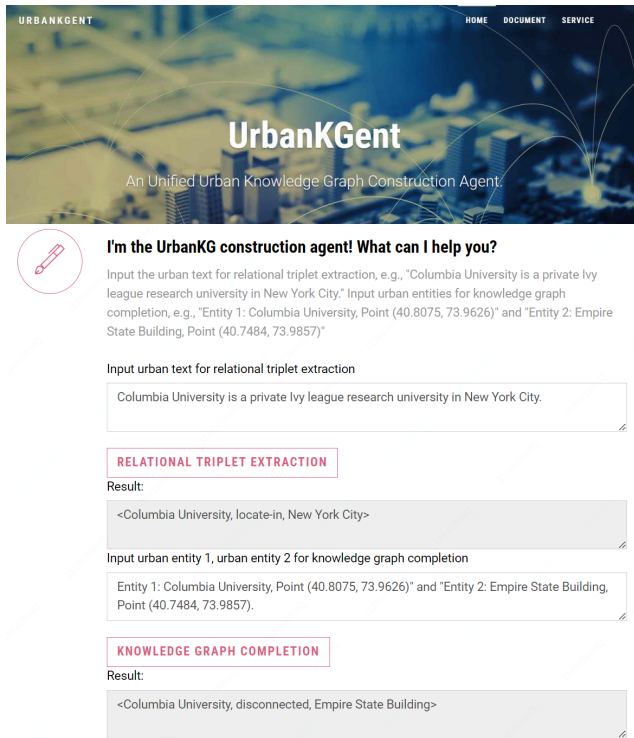 URBANKGENT
HOME DOCUMENT SERVICE
UrbanKGent
An Unified Urban Knowledge Graph Construction Agent.
I'm the UrbanKG construction agent! What can I help you?
Input the urban text for relational triplet extraction, e.g., "Columbia University is a private Ivy
league research university in New York City." Input urban entities for knowledge graph
completion, e.g., "Entity 1: Columbia University, Point (40.8075, 73.9626)" and "Entity 2: Empire
State Building, Point (40.7484, 73.9857)"
Input urban text for relational triplet extraction
Columbia University is a private Ivy league research university in New York City.
RELATIONAL TRIPLET EXTRACTION
Result:
<Columbia University, locate-in, New York City>
Input urban entity 1, urban entity 2 for knowledge graph completion
Entity 1: Columbia University, Point (40.8075, 73.9626)" and "Entity 2: Empire State Building,
Point (40.7484, 73.9857).
KNOWLEDGE GRAPH COMPLETION
Result:
<Columbia University, disconnected, Empire State Building>